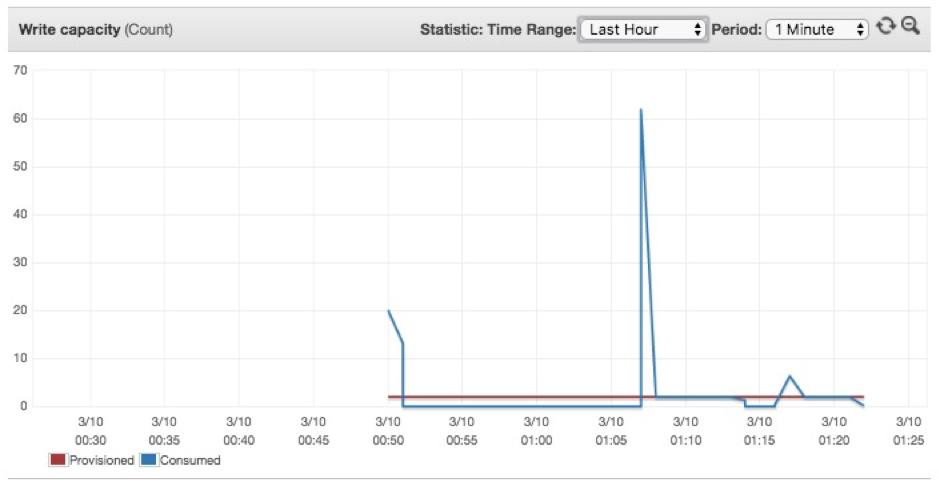 Write capacity (Count) Statistic: Time Range: Last Hour Period: 1 Minute
70
60
50
40
30
20
10
0
3/10 3/10 3/10 3/10 3/10 3/10 3/10 3/10 3/10 3/10 3/10 3/10
00:30 00:35 00:40 00:45 00:50 00:55 01:00 01:05 01:10 01:15 01:20 01:25
Provisioned Consumed